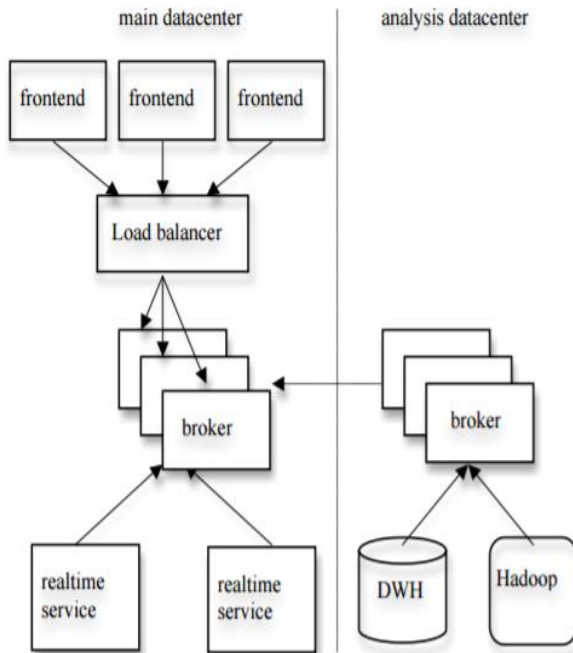 main datacenter
analysis datacenter
frontend
frontend
frontend
Load balancer
broker
broker
realtime
service
realtime
service
DWH
Hadoop